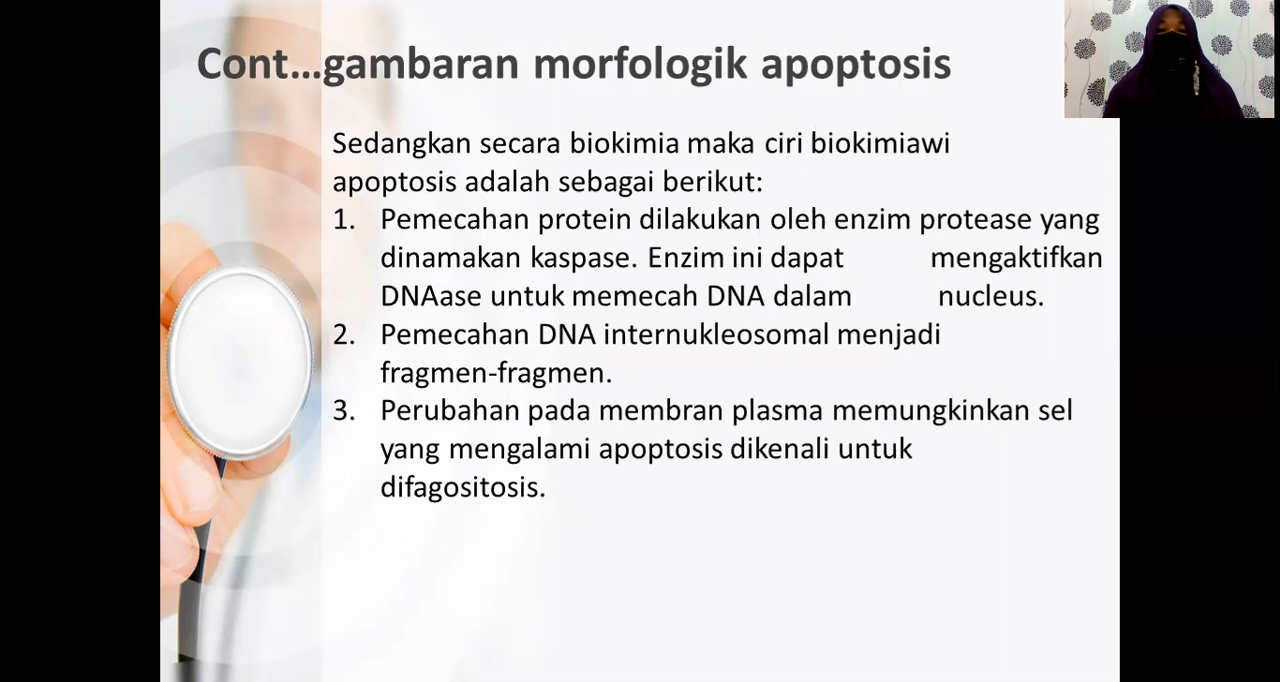 Cont...gambaran morfologik apoptosis
Sedangkan secara biokimia maka ciri biokimiawi
apoptosis adalah sebagai berikut:
1. Pemecahan protein dilakukan oleh enzim protease yang
dinamakan kaspase. Enzim ini dapat mengaktifkan
DNAase untuk memecah DNA dalam nucleus.
2. Pemecahan DNA internukleosomal menjadi
fragmen-fragmen.
3. Perubahan pada membran plasma memungkinkan sel
yang mengalami apoptosis dikenali untuk
difagositosis.